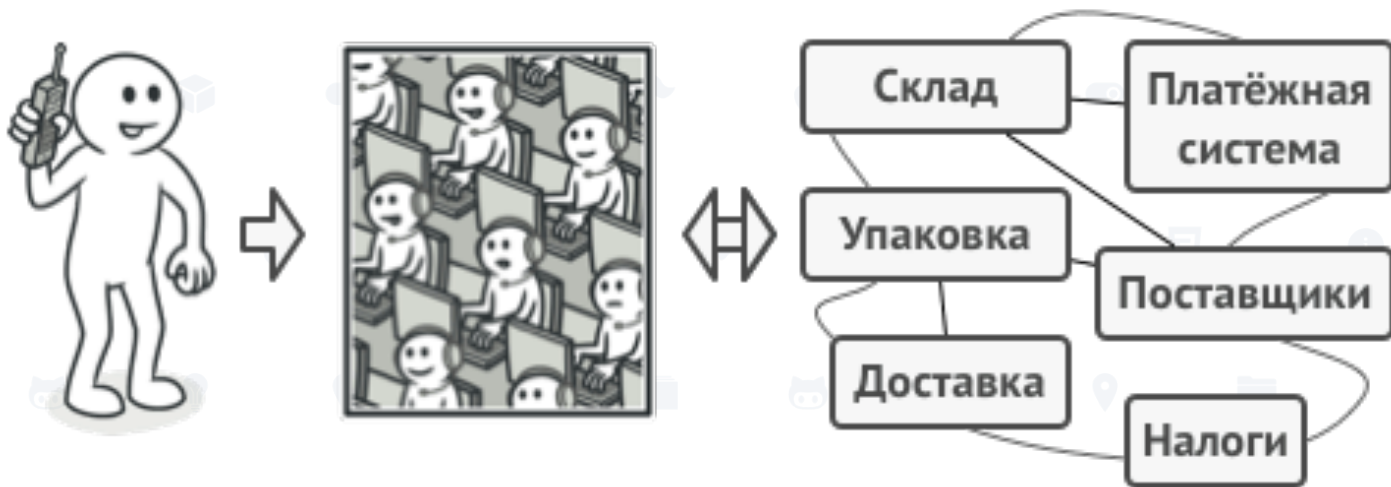 Склад
Платёжная
система
Упаковка
Поставщики
Доставка
Налоги